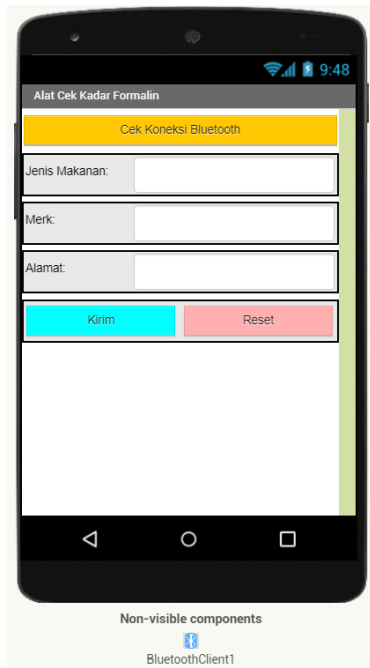 9:48
Alat Cek Kadar Formalin
Cek Koneksi Bluetooth
Jenis Makanan:
Merk:
Alamat:
Kirim Reset
Non-visible components
BluetoothClient1